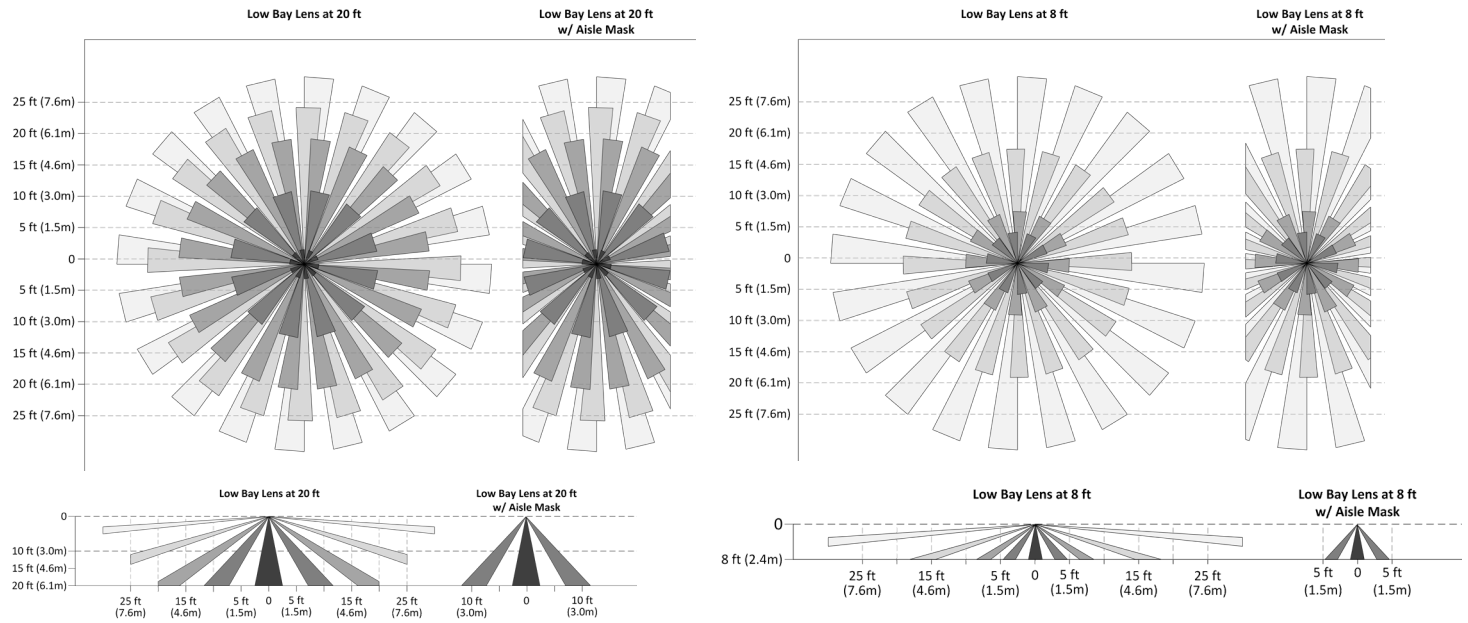 Low Bay Lens at 20 ft
Low Bay Lens at 20 ft
w/ Aisle Mask
25 ft (7.6m)
20 ft (6.1m)
15 ft (4.6m)
10 ft (3.0m)
5 ft (1.5m)
0
5 ft (1.5m)
10 ft (3.0m)
15 ft (4.6m)
20 ft (6.1m)
25 ft (7.6m)
Low Bay Lens at 8 ft
Low Bay Lens at 8 ft
w/ Aisle Mask
25 ft (7.6m)
20 ft (6.1m)
15 ft (4.6m)
10 ft (3.0m)
5 ft (1.5m)
0
5 ft (1.5m)
10 ft (3.0m)
15 ft (4.6m)
20 ft (6.1m)
25 ft (7.6m)
Low Bay Lens at 20 ft
Low Bay Lens at 20 ft
w/ Aisle Mask
0
10 ft (3.0m)
15 ft (4.6m)
20 ft (6.1m)
25 ft 15 ft 5 ft 0 5 ft 15 ft 25 ft
(7.6m) (4.6m) (1.5m) (1.5m) (4.6m) (7.6m)
10 ft 0 10 ft
(3.0m) (3.0m)
Low Bay Lens at 8 ft
Low Bay Lens at 8 ft
w/ Aisle Mask
0
8 ft (2.4m)
25 ft 15 ft 5 ft 0 5 ft 15 ft 25 ft
(7.6m) (4.6m) (1.5m) (1.5m) (4.6m) (7.6m)
5 ft 0 5 ft
(1.5m) (1.5m)